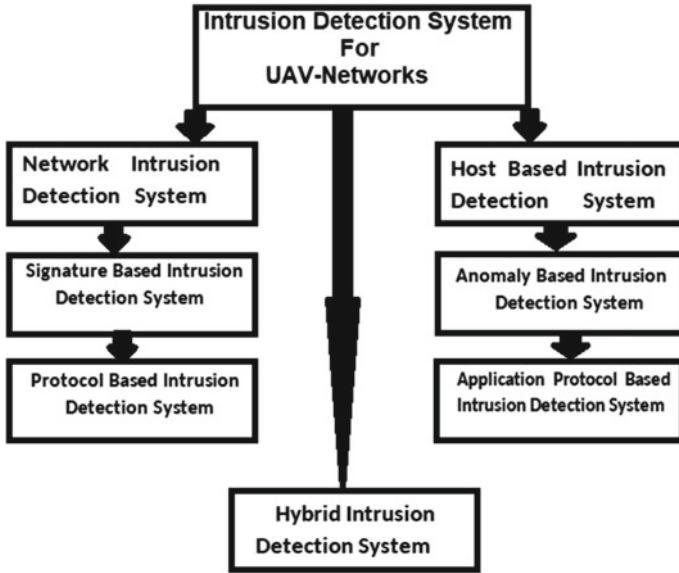 Intrusion Detection System
For
UAV-Networks
Network Intrusion
Detection System
Host Based Intrusion
Detection System
Signature Based Intrusion
Detection System
Anomaly Based Intrusion
Detection System
Protocol Based Intrusion
Detection System
Application Protocol Based
Intrusion Detection System
Hybrid Intrusion
Detection System